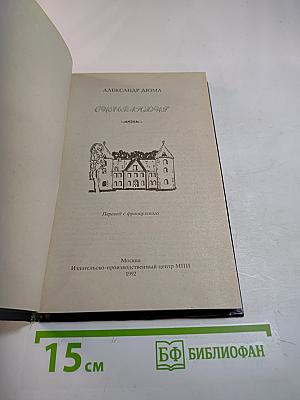 АЛЕКСАНДР ДЮМА
Перевод с французского
Москва
Издательско-производственный центр МПИ
1992
15 см
БФ БИБЛИОФАН